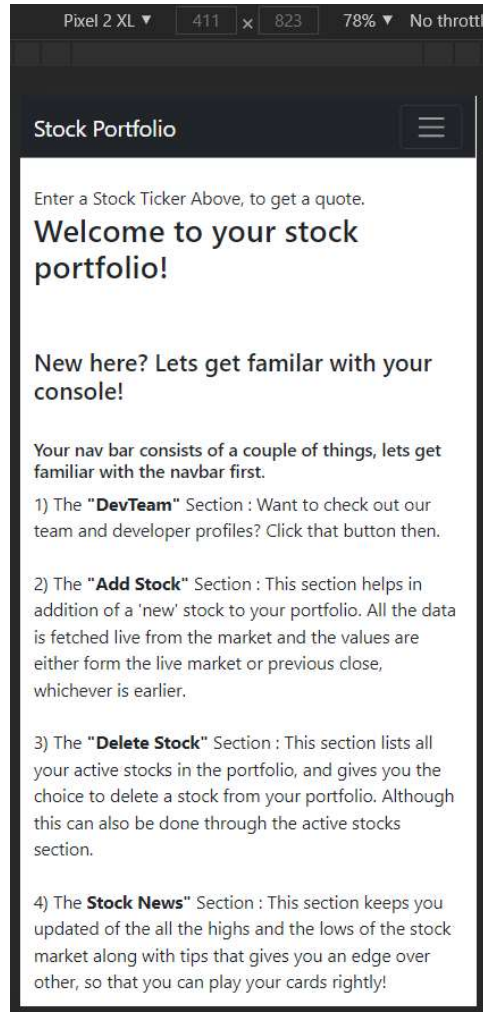 Pixel 2 XL ▼ 411 × 823 78% ▼ No thrott
Stock Portfolio
Enter a Stock Ticker Above, to get a quote.
Welcome to your stock
portfolio!
New here? Lets get familar with your
console!
Your nav bar consists of a couple of things, lets get
familiar with the navbar first.
1) The "DevTeam" Section : Want to check out our
team and developer profiles? Click that button then.
2) The "Add Stock" Section : This section helps in
addition of a 'new' stock to your portfolio. All the data
is fetched live from the market and the values are
either form the live market or previous close,
whichever is earlier.
3) The "Delete Stock" Section : This section lists all
your active stocks in the portfolio, and gives you the
choice to delete a stock from your portfolio. Although
this can also be done through the active stocks
section.
4) The Stock News" Section : This section keeps you
updated of the all the highs and the lows of the stock
market along with tips that gives you an edge over
other, so that you can play your cards rightly!